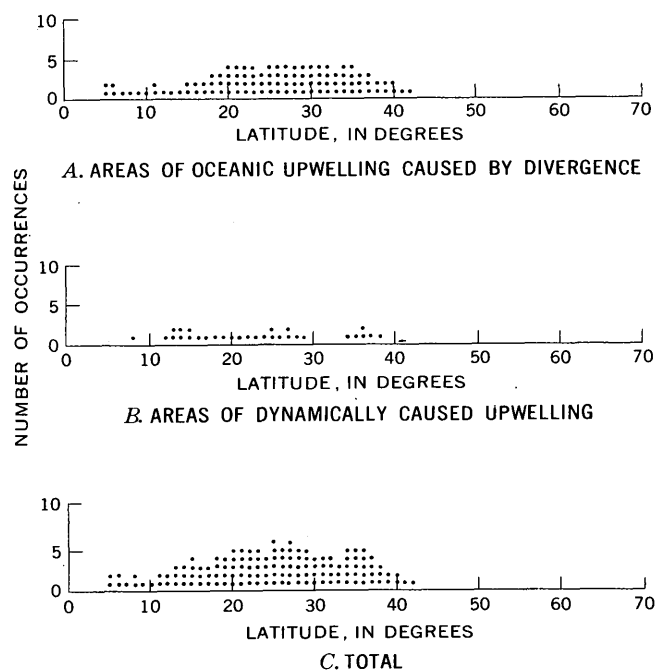 NUMBER OF OCCURRENCES
10
5
0
0 10 20 30 40 50 60 70
LATITUDE, IN DEGREES
A. AREAS OF OCEANIC UPWELLING CAUSED BY DIVERGENCE
10
5
0
0 10 20 30 40 50 60 70
LATITUDE, IN DEGREES
B. AREAS OF DYNAMICALLY CAUSED UPWELLING
10
5
0
0 10 20 30 40 50 60 70
LATITUDE, IN DEGREES
C. TOTAL